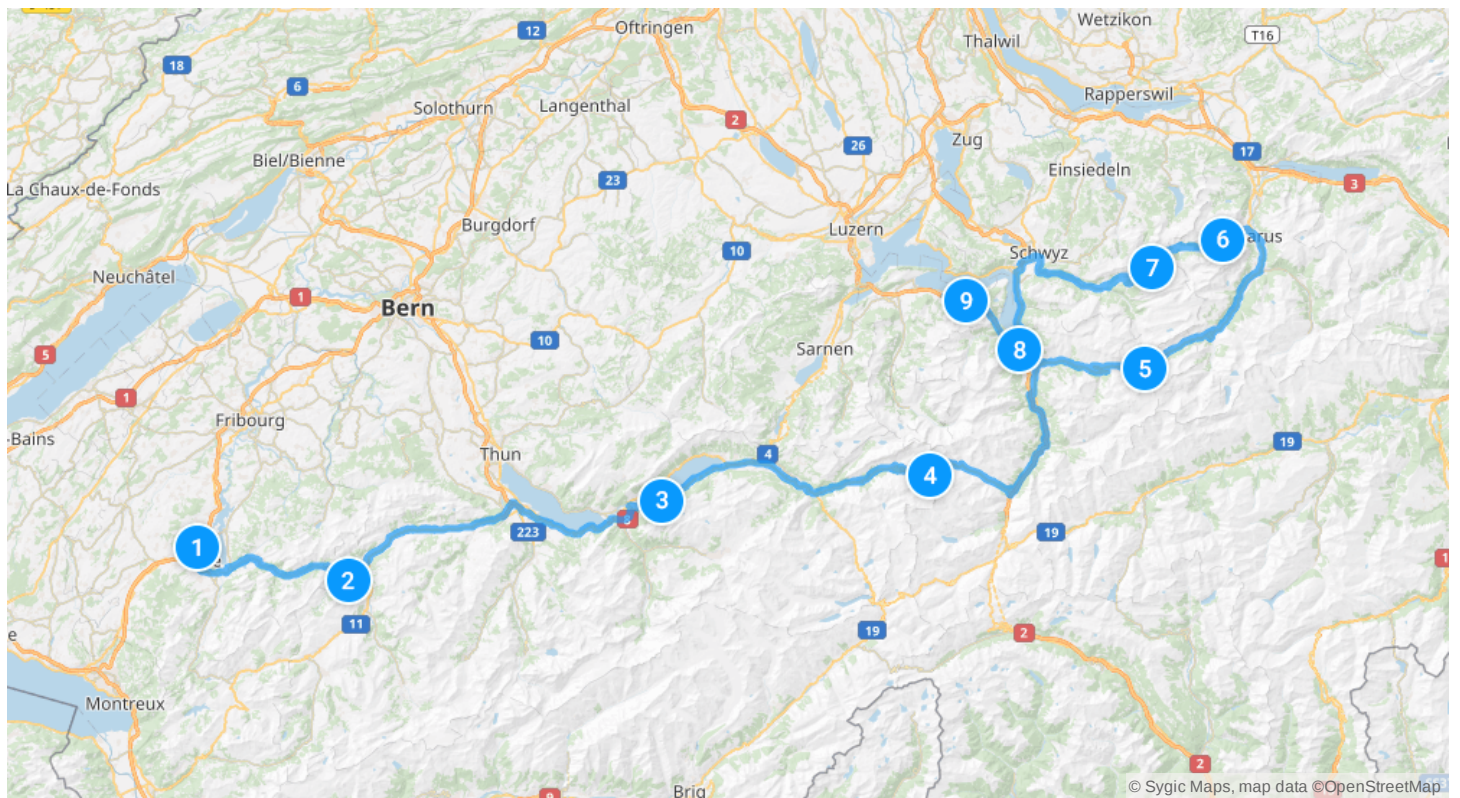 12
Oftringen
Wetzikon
T16
Thalwil
18
6
Rapperswil
Solothurn
Langenthal
2
Zug
26
17
Biel/Bienne
Einsiedeln
3
La Chaux-de-Fonds
23
Burgdorf
Luzern
6
arus
10
Schwyz
7
Neuchâtel
1
9
Bern
10
Sarnen
8
5
5
1
Fribourg
-Bains
19
Thun
4
4
3
223
19
1
2
11
19
2
e
Montreux
2
Brig
9
© Sygic Maps, map data ©OpenStreetMap